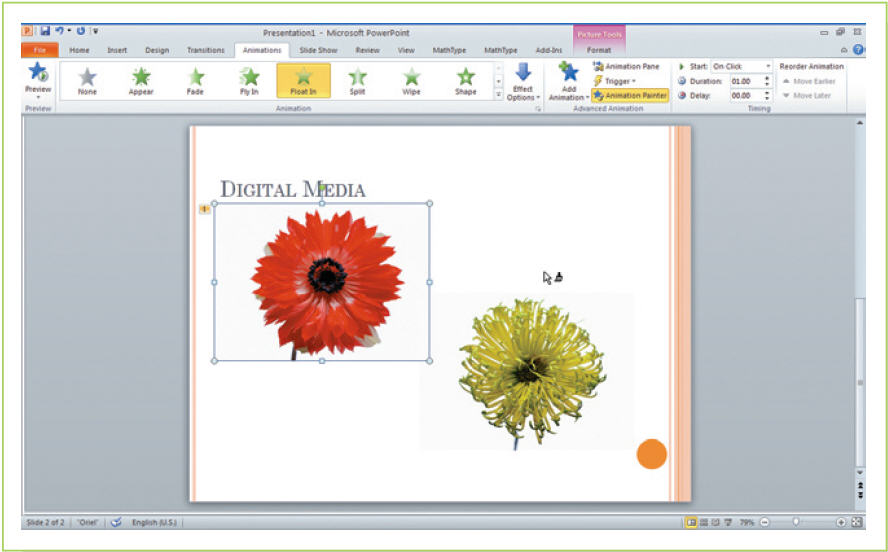 Presentation1 - Microsoft PowerPoint
Picture Tools
File Home Insert Design Transitions Animations Slide Show Review View MathType MathType Add-Ins Format
Preview
None
Appear
Fade
Fly In
Float In
Split
Wipe
Shape
Effect Options
Add Animation
Animation Pane
Trigger
Animation Painter
Start: On Click
Duration: 01.00
Delay: 00.00
Reorder Animation
Move Earlier
Move Later
Preview
Animation
Advanced Animation
Timing
DIGITAL MEDIA
1
Slide 2 of 2 "Oriel" English (U.S.) 79%